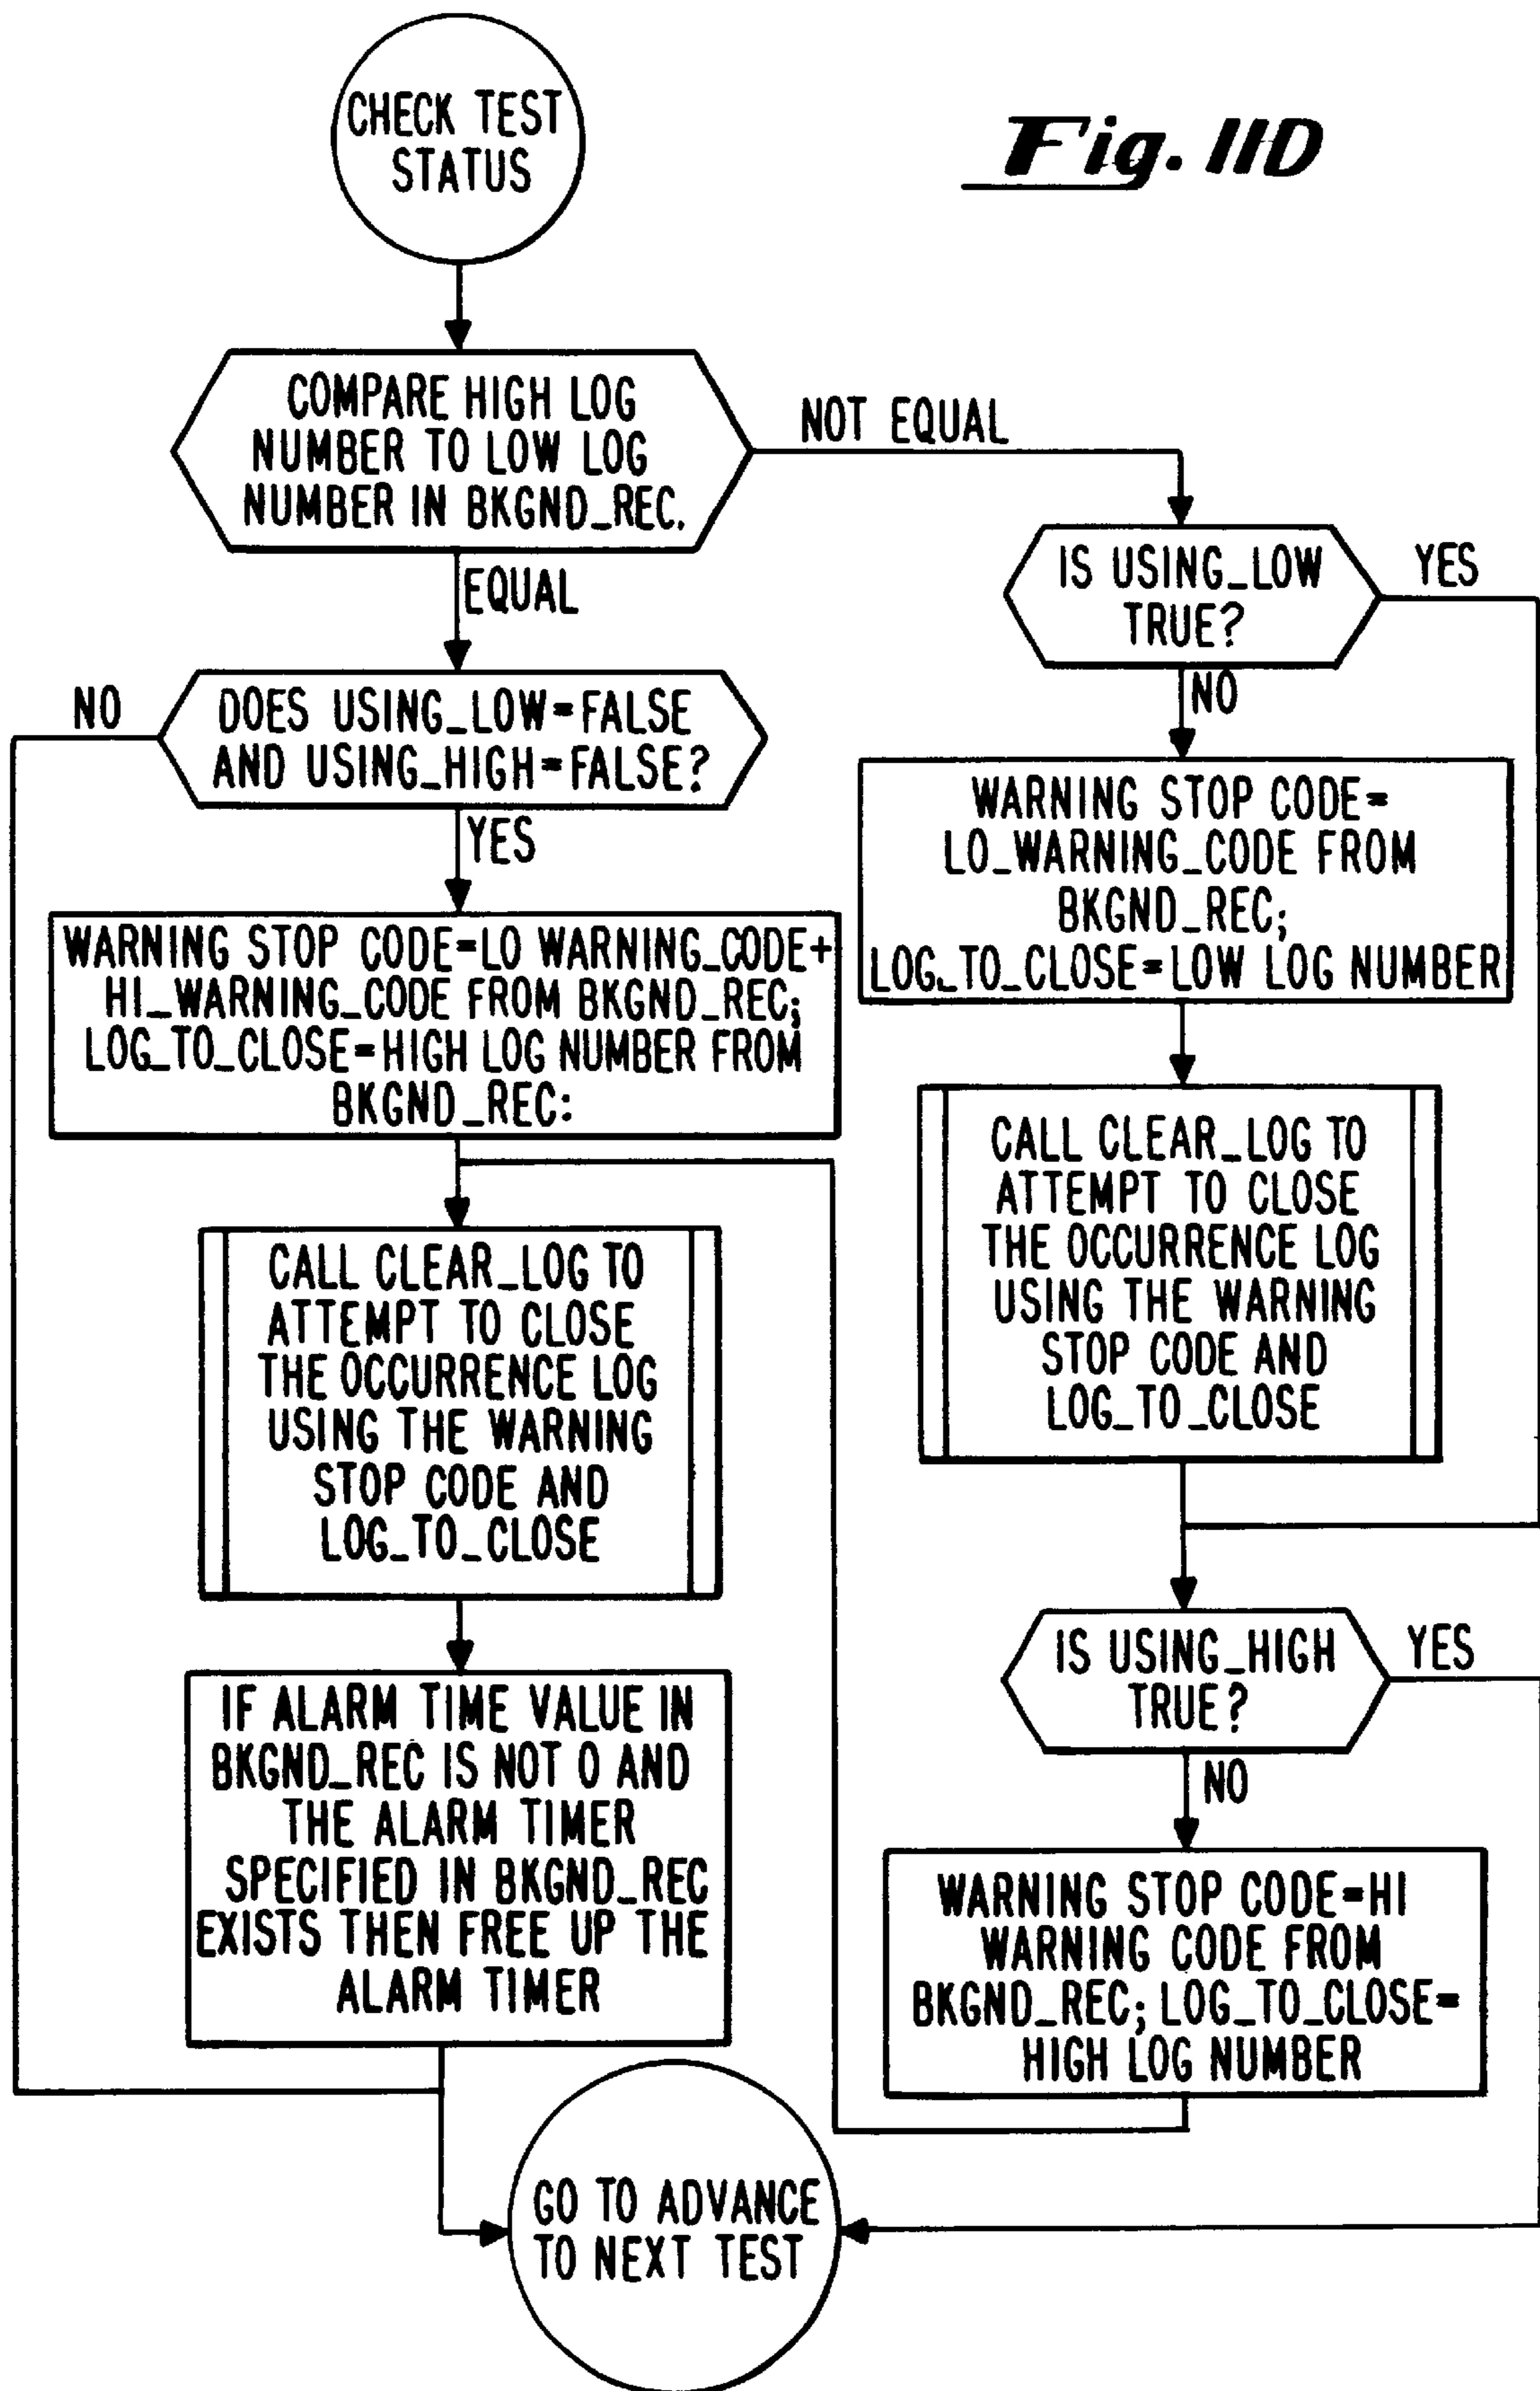 CHECK TEST
STATUS
Fig. 11D
COMPARE HIGH LOG
NUMBER TO LOW LOG
NUMBER IN BKGND_REC.
NOT EQUAL
EQUAL
IS USING_LOW
TRUE?
YES
NO
DOES USING_LOW=FALSE
AND USING_HIGH=FALSE?
NO
YES
WARNING STOP CODE=
LO_WARNING_CODE FROM
BKGND_REC;
LOG_TO_CLOSE=LOW LOG NUMBER
WARNING STOP CODE=LO WARNING_CODE+
HI_WARNING_CODE FROM BKGND_REC;
LOG_TO_CLOSE=HIGH LOG NUMBER FROM
BKGND_REC:
CALL CLEAR_LOG TO
ATTEMPT TO CLOSE
THE OCCURRENCE LOG
USING THE WARNING
STOP CODE AND
LOG_TO_CLOSE
CALL CLEAR_LOG TO
ATTEMPT TO CLOSE
THE OCCURRENCE LOG
USING THE WARNING
STOP CODE AND
LOG_TO_CLOSE
IS USING_HIGH
TRUE?
YES
NO
IF ALARM TIME VALUE IN
BKGND_REC IS NOT 0 AND
THE ALARM TIMER
SPECIFIED IN BKGND_REC
EXISTS THEN FREE UP THE
ALARM TIMER
WARNING STOP CODE=HI
WARNING CODE FROM
BKGND_REC; LOG_TO_CLOSE=
HIGH LOG NUMBER
GO TO ADVANCE
TO NEXT TEST